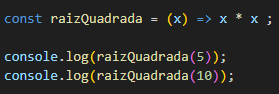 const raizQuadrada = (x) => x * x ;
console.log(raizQuadrada(5));
console.log(raizQuadrada(10));